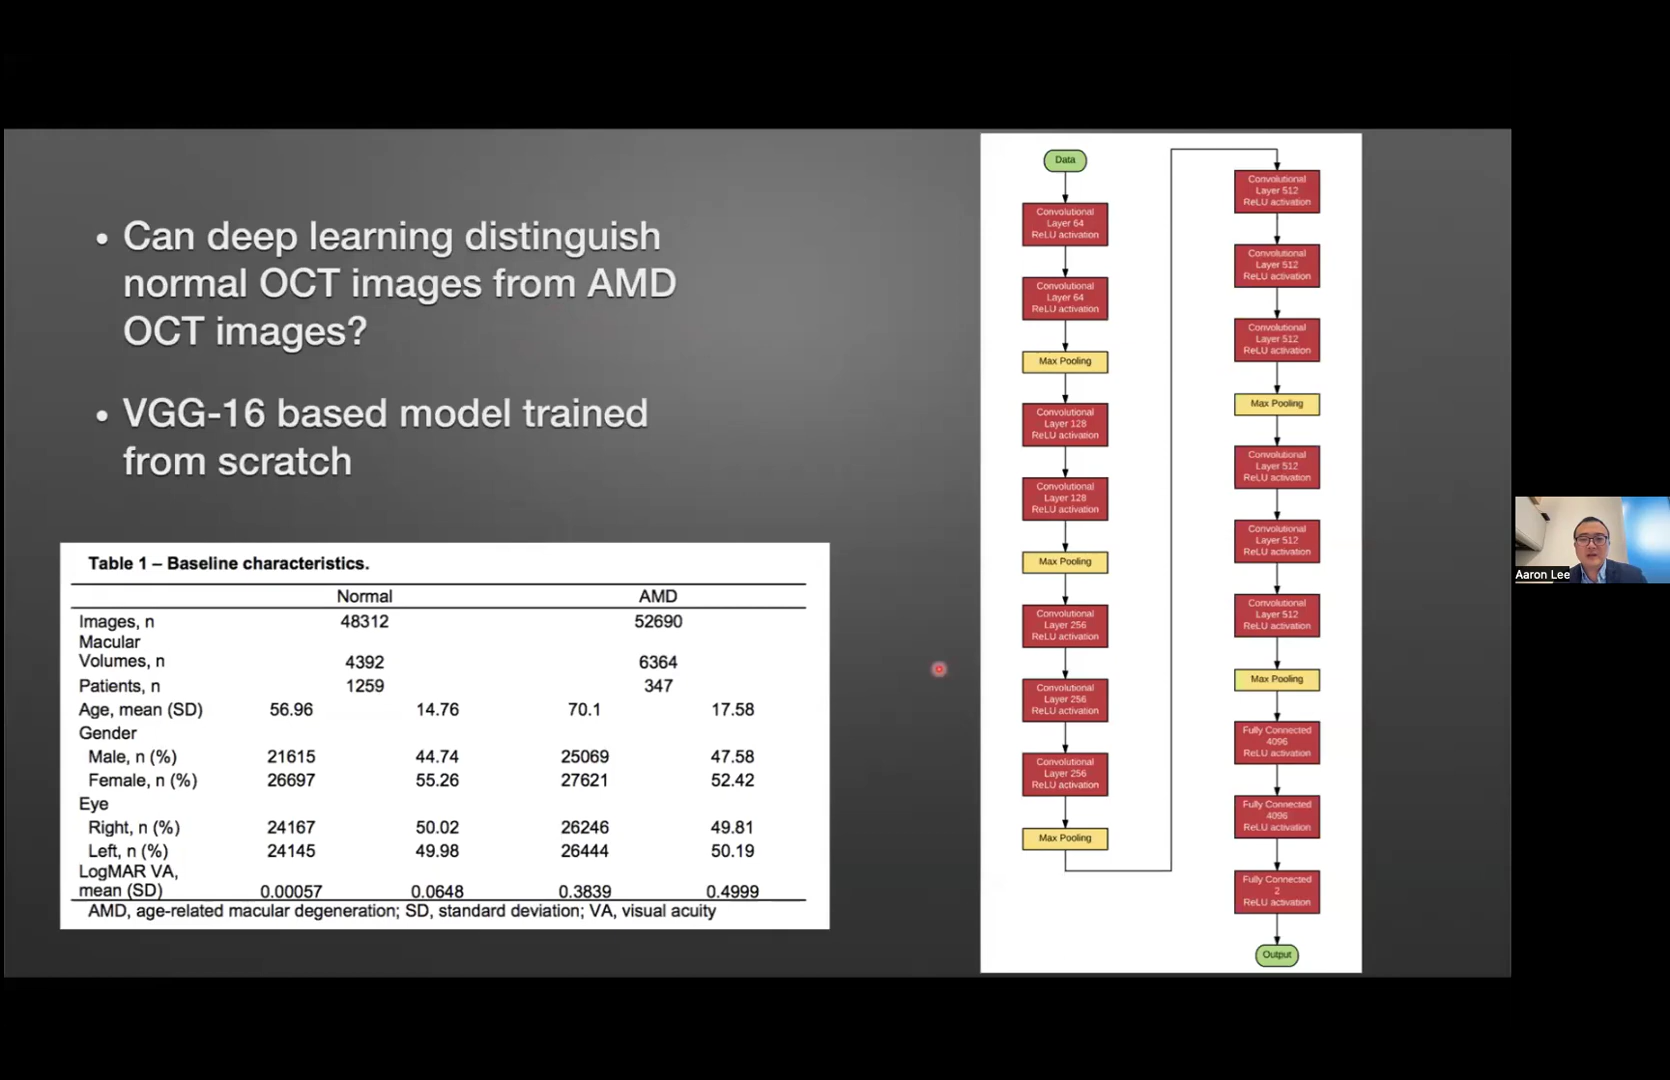 • Can deep learning distinguish
normal OCT images from AMD
OCT images?
• VGG-16 based model trained
from scratch
Table 1 – Baseline characteristics.
Normal AMD
Images, n 48312 52690
Macular
Volumes, n 4392 6364
Patients, n 1259 347
Age, mean (SD) 56.96 14.76 70.1 17.58
Gender
Male, n (%) 21615 44.74 25069 47.58
Female, n (%) 26697 55.26 27621 52.42
Eye
Right, n (%) 24167 50.02 26246 49.81
Left, n (%) 24145 49.98 26444 50.19
LogMAR VA,
mean (SD) 0.00057 0.0648 0.3839 0.4999
AMD, age-related macular degeneration; SD, standard deviation; VA, visual acuity
Data
Convolutional
Layer 64
ReLU activation
Convolutional
Layer 64
ReLU activation
Max Pooling
Convolutional
Layer 128
ReLU activation
Convolutional
Layer 128
ReLU activation
Max Pooling
Convolutional
Layer 256
ReLU activation
Convolutional
Layer 256
ReLU activation
Convolutional
Layer 256
ReLU activation
Max Pooling
Convolutional
Layer 512
ReLU activation
Convolutional
Layer 512
ReLU activation
Convolutional
Layer 512
ReLU activation
Max Pooling
Convolutional
Layer 512
ReLU activation
Convolutional
Layer 512
ReLU activation
Convolutional
Layer 512
ReLU activation
Max Pooling
Fully Connected
4096
ReLU activation
Fully Connected
4096
ReLU activation
Fully Connected
2
ReLU activation
Output
Aaron Lee